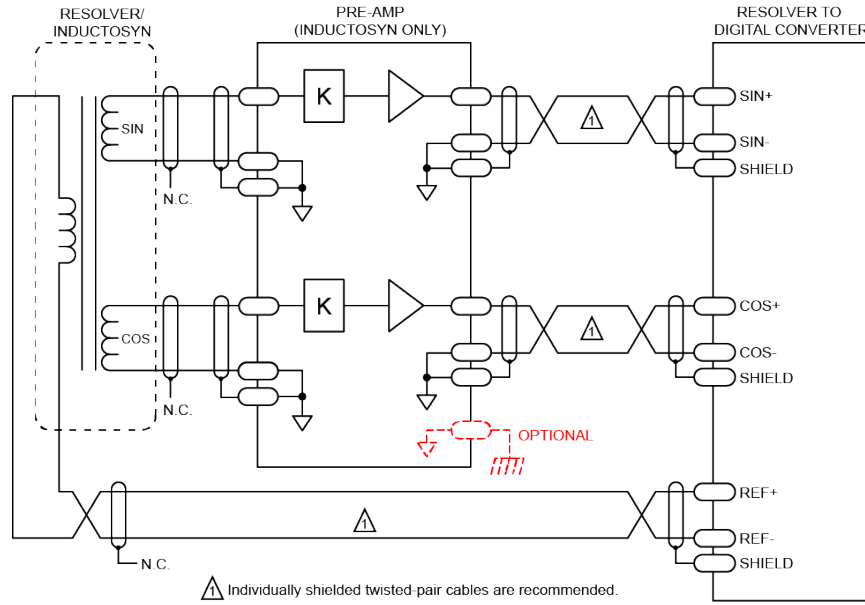 RESOLVER/
INDUCTOSYN
PRE-AMP
(INDUCTOSYN ONLY)
RESOLVER TO
DIGITAL CONVERTER
SIN
N.C.
K
1
SIN+
SIN-
SHIELD
COS
N.C.
K
1
COS+
COS-
SHIELD
OPTIONAL
N.C.
1
REF+
REF-
SHIELD
1 Individually shielded twisted-pair cables are recommended.